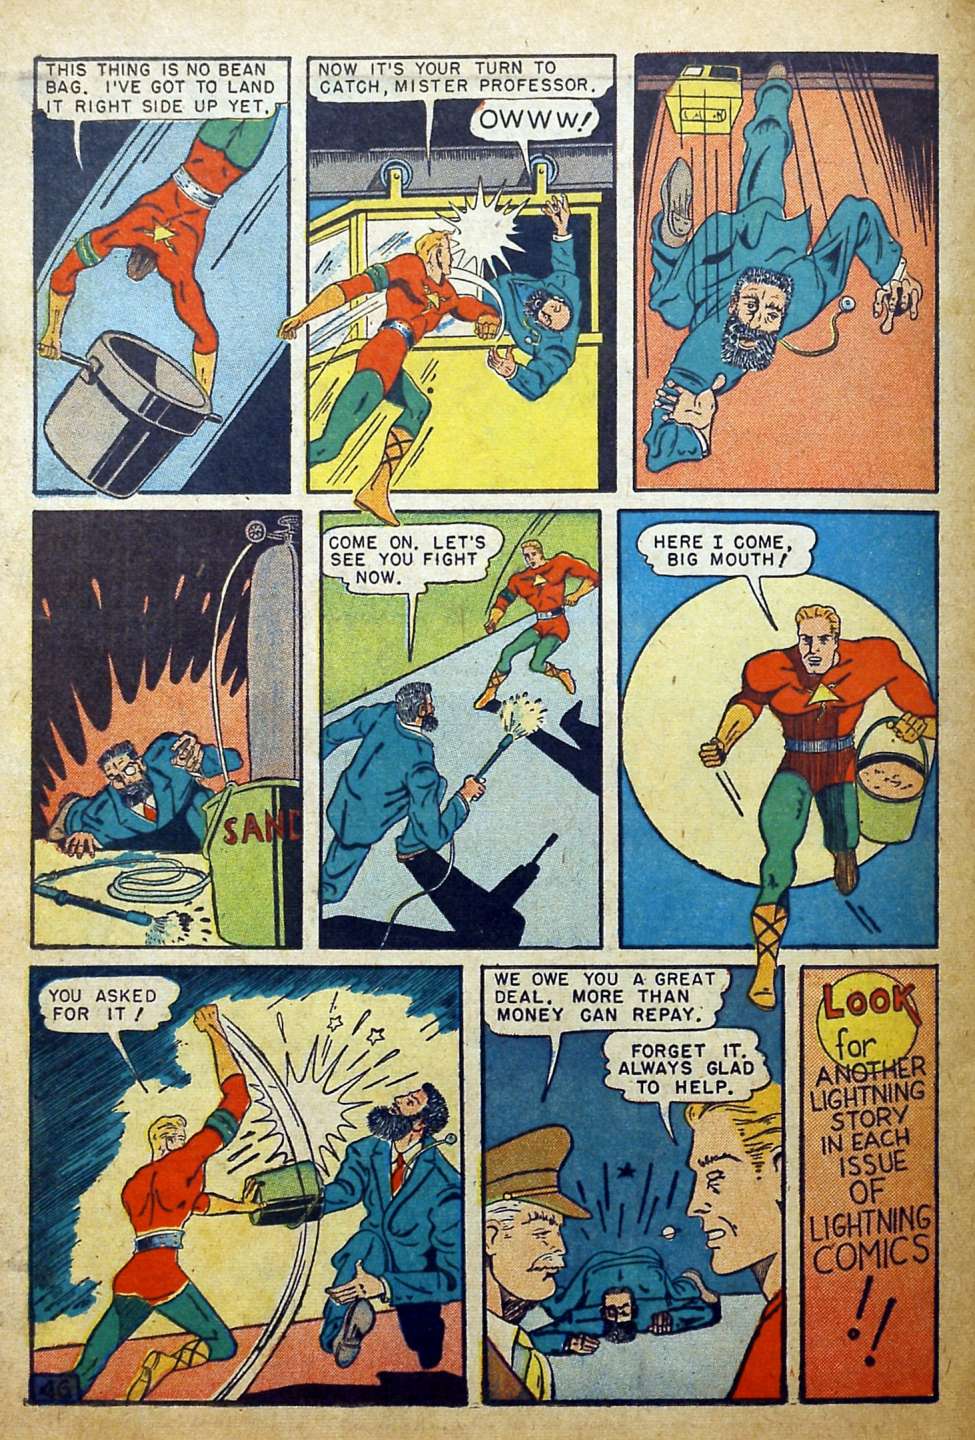 THIS THING IS NO BEAN
BAG. I'VE GOT TO LAND
IT RIGHT SIDE UP YET.
NOW IT'S YOUR TURN TO
CATCH, MISTER PROFESSOR.
OWWW!
SAND
COME ON. LET'S
SEE YOU FIGHT
NOW.
HERE I COME,
BIG MOUTH!
YOU ASKED
FOR IT!
46
WE OWE YOU A GREAT
DEAL. MORE THAN
MONEY CAN REPAY.
FORGET IT.
ALWAYS GLAD
TO HELP.
LOOK
for
ANOTHER
LIGHTNING
STORY
IN EACH
ISSUE
OF
LIGHTNING
COMICS
!!